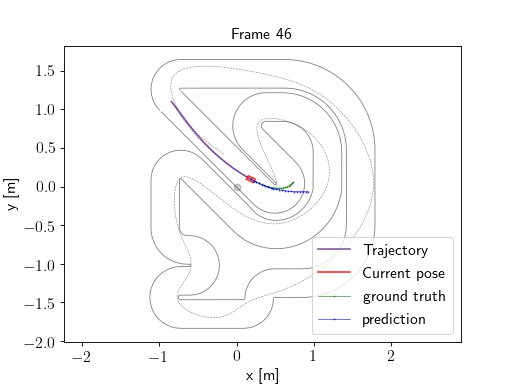 Frame 46
y [m]
1.5
1.0
0.5
0.0
−0.5
−1.0
−1.5
−2.0
−2
−1
0
1
2
x [m]
Trajectory
Current pose
ground truth
prediction